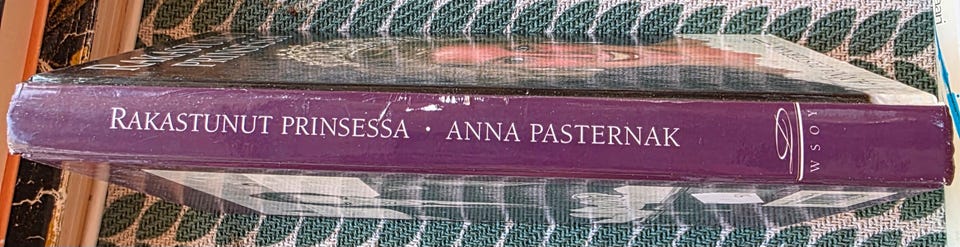 RAKASTUNUT PRINSESSA · ANNA PASTERNAK
WSOY